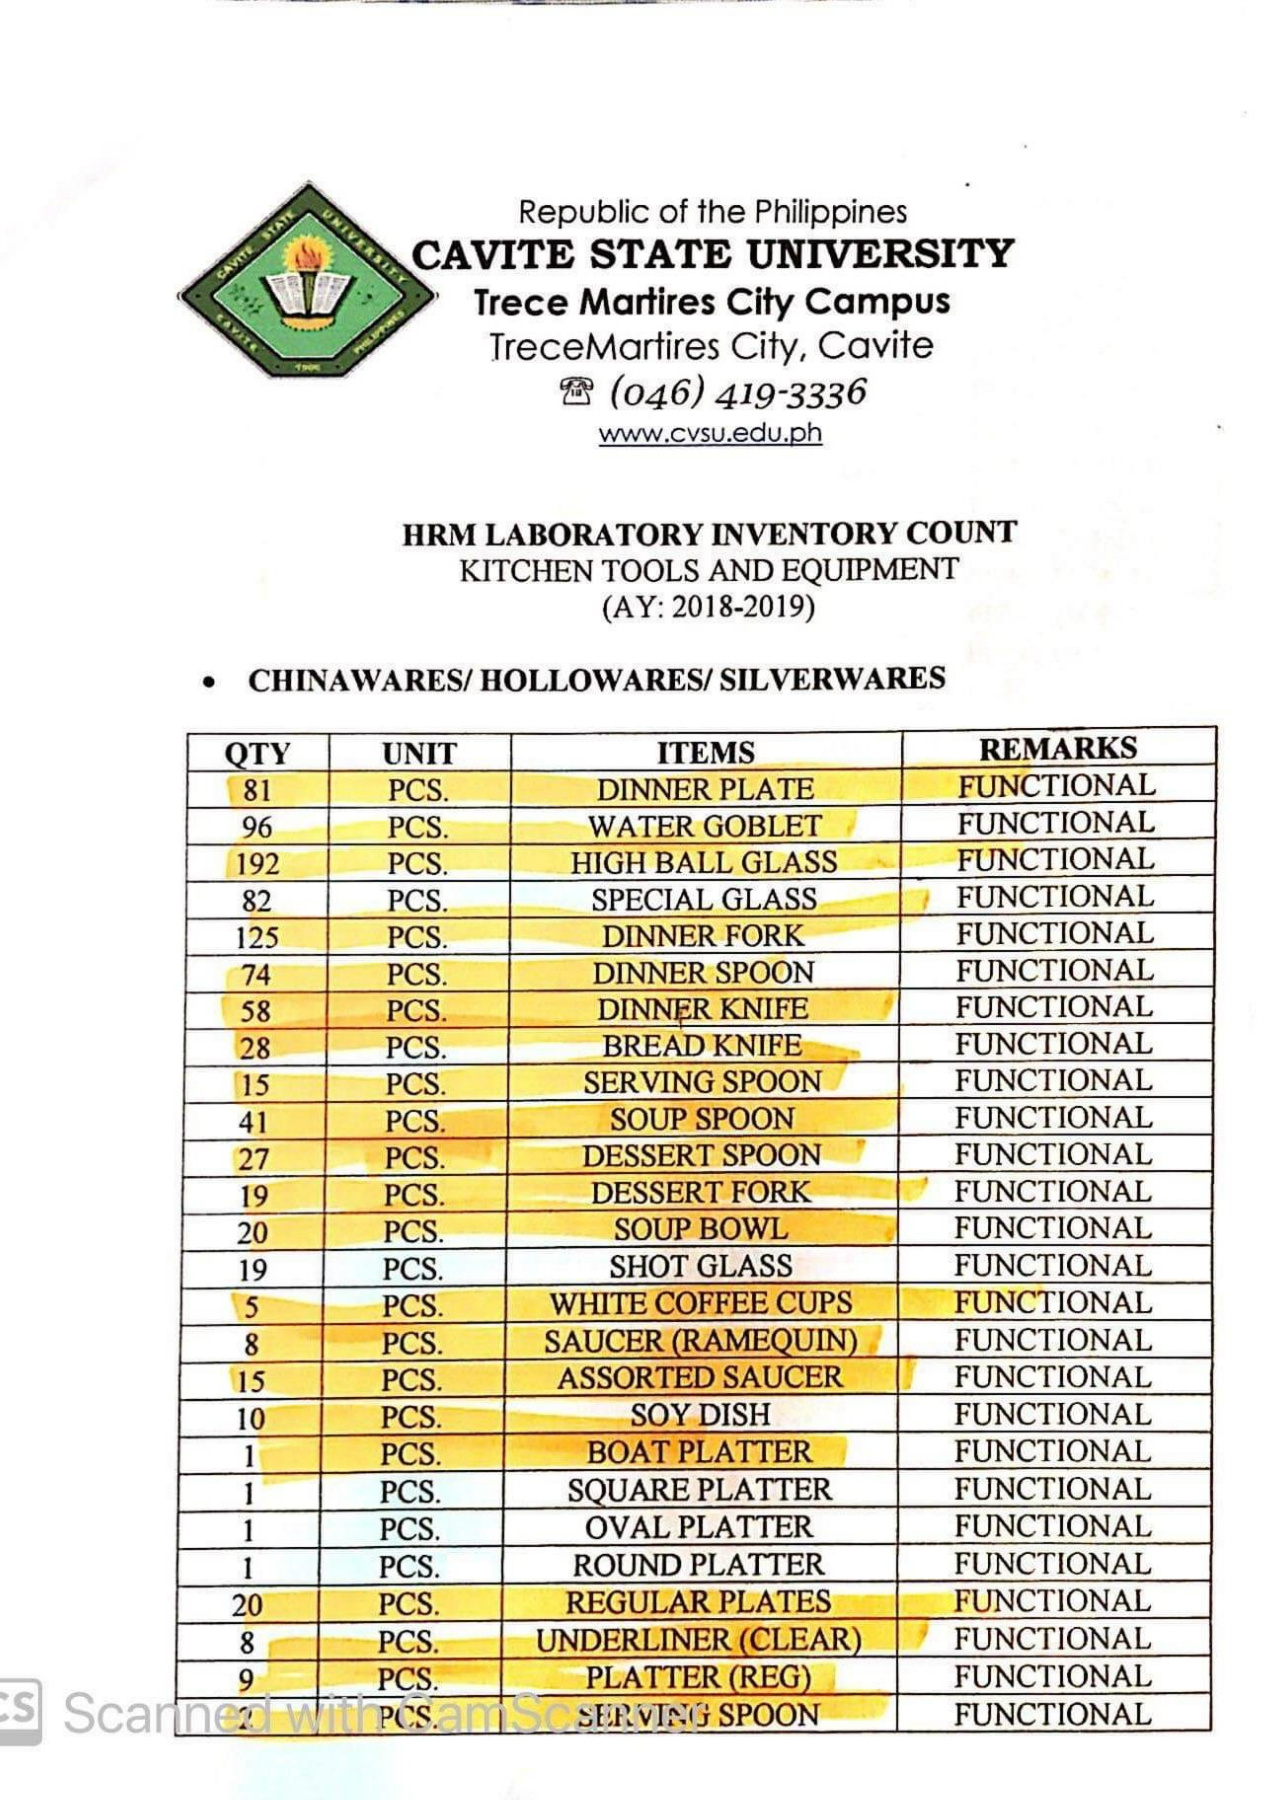 Republic of the Philippines
CAVITE STATE UNIVERSITY
Trece Martires City Campus
TreceMartires City, Cavite
☎ (046) 419-3336
www.cvsu.edu.ph
CAVITE STATE UNIVERSITY
CAVITE PHILIPPINES
1906
HRM LABORATORY INVENTORY COUNT
KITCHEN TOOLS AND EQUIPMENT
(AY: 2018-2019)
• CHINAWARES/ HOLLOWARES/ SILVERWARES
QTY UNIT ITEMS REMARKS
81 PCS. DINNER PLATE FUNCTIONAL
96 PCS. WATER GOBLET FUNCTIONAL
192 PCS. HIGH BALL GLASS FUNCTIONAL
82 PCS. SPECIAL GLASS FUNCTIONAL
125 PCS. DINNER FORK FUNCTIONAL
74 PCS. DINNER SPOON FUNCTIONAL
58 PCS. DINNER KNIFE FUNCTIONAL
28 PCS. BREAD KNIFE FUNCTIONAL
15 PCS. SERVING SPOON FUNCTIONAL
41 PCS. SOUP SPOON FUNCTIONAL
27 PCS. DESSERT SPOON FUNCTIONAL
19 PCS. DESSERT FORK FUNCTIONAL
20 PCS. SOUP BOWL FUNCTIONAL
19 PCS. SHOT GLASS FUNCTIONAL
5 PCS. WHITE COFFEE CUPS FUNCTIONAL
8 PCS. SAUCER (RAMEQUIN) FUNCTIONAL
15 PCS. ASSORTED SAUCER FUNCTIONAL
10 PCS. SOY DISH FUNCTIONAL
1 PCS. BOAT PLATTER FUNCTIONAL
1 PCS. SQUARE PLATTER FUNCTIONAL
1 PCS. OVAL PLATTER FUNCTIONAL
1 PCS. ROUND PLATTER FUNCTIONAL
20 PCS. REGULAR PLATES FUNCTIONAL
8 PCS. UNDERLINER (CLEAR) FUNCTIONAL
9 PCS. PLATTER (REG) FUNCTIONAL
2 PCS. SERVING SPOON FUNCTIONAL
CS Scanned with CamScanner